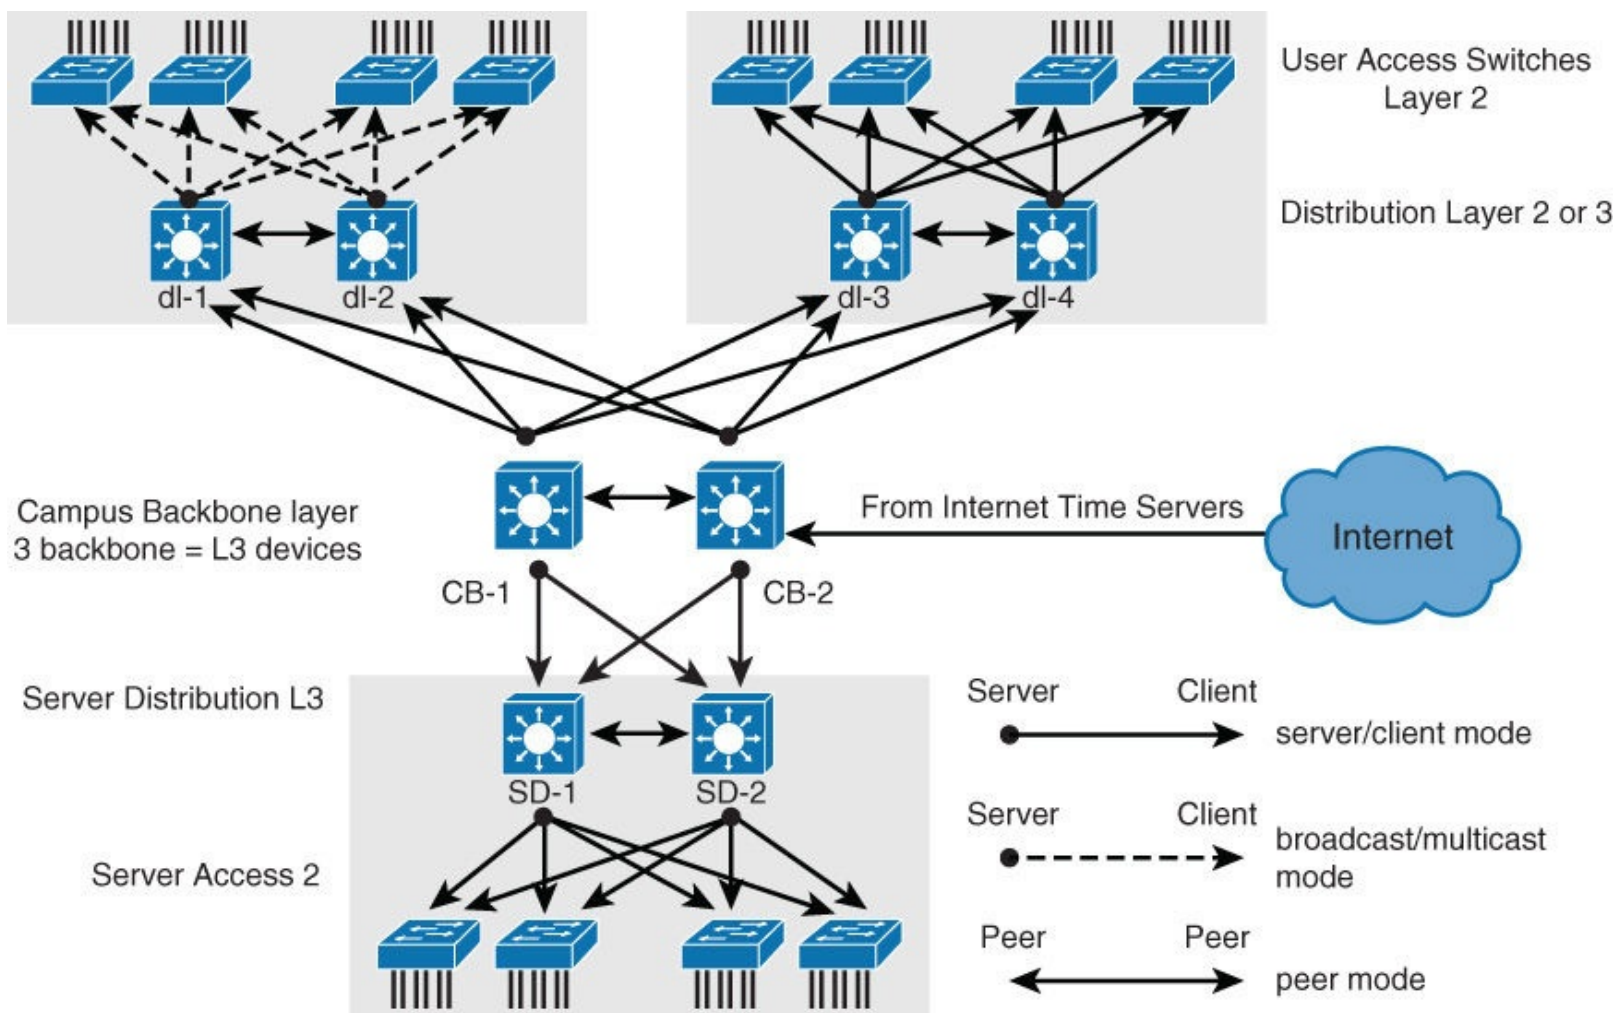 User Access Switches
Layer 2
Distribution Layer 2 or 3
dl-1
dl-2
dl-3
dl-4
Campus Backbone layer
3 backbone = L3 devices
From Internet Time Servers
Internet
CB-1
CB-2
Server Distribution L3
SD-1
SD-2
Server Access 2
Server Client
server/client mode
Server Client
broadcast/multicast
mode
Peer Peer
peer mode